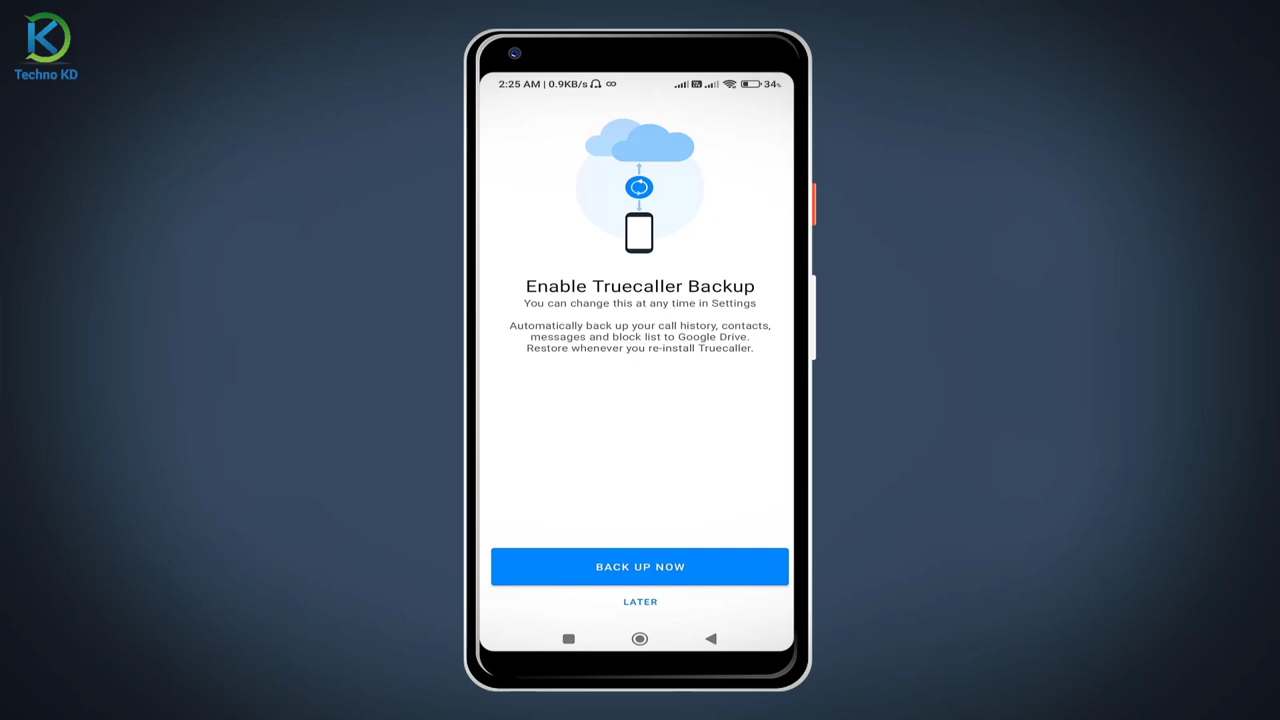 Techno KD
2:25 AM | 0.9KB/s
34%
Enable Truecaller Backup
You can change this at any time in Settings
Automatically back up your call history, contacts,
messages and block list to Google Drive.
Restore whenever you re-install Truecaller.
BACK UP NOW
LATER